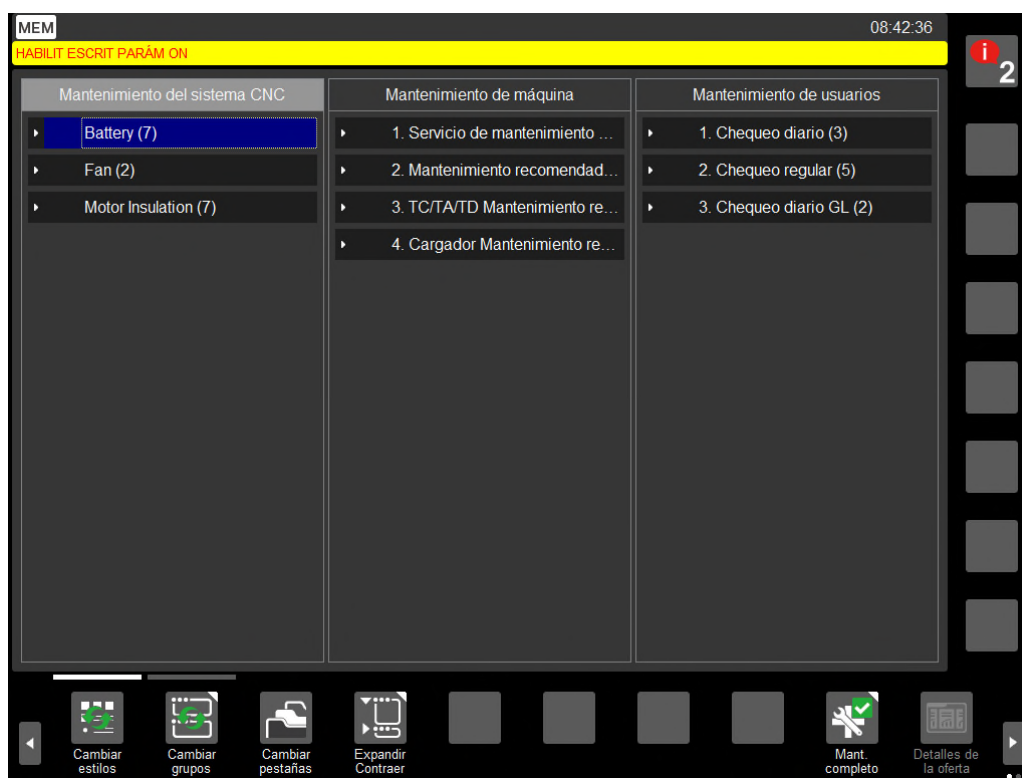 MEM
08:42:36
HABILIT ESCRIT PARÁM ON
i
2
Mantenimiento del sistema CNC
Battery (7)
Fan (2)
Motor Insulation (7)
Mantenimiento de máquina
1. Servicio de mantenimiento ...
2. Mantenimiento recomendad...
3. TC/TA/TD Mantenimiento re...
4. Cargador Mantenimiento re...
Mantenimiento de usuarios
1. Chequeo diario (3)
2. Chequeo regular (5)
3. Chequeo diario GL (2)
Cambiar
estilos
Cambiar
grupos
Cambiar
pestañas
Expandir
Contraer
Mant.
completo
Detalles de
la oferta